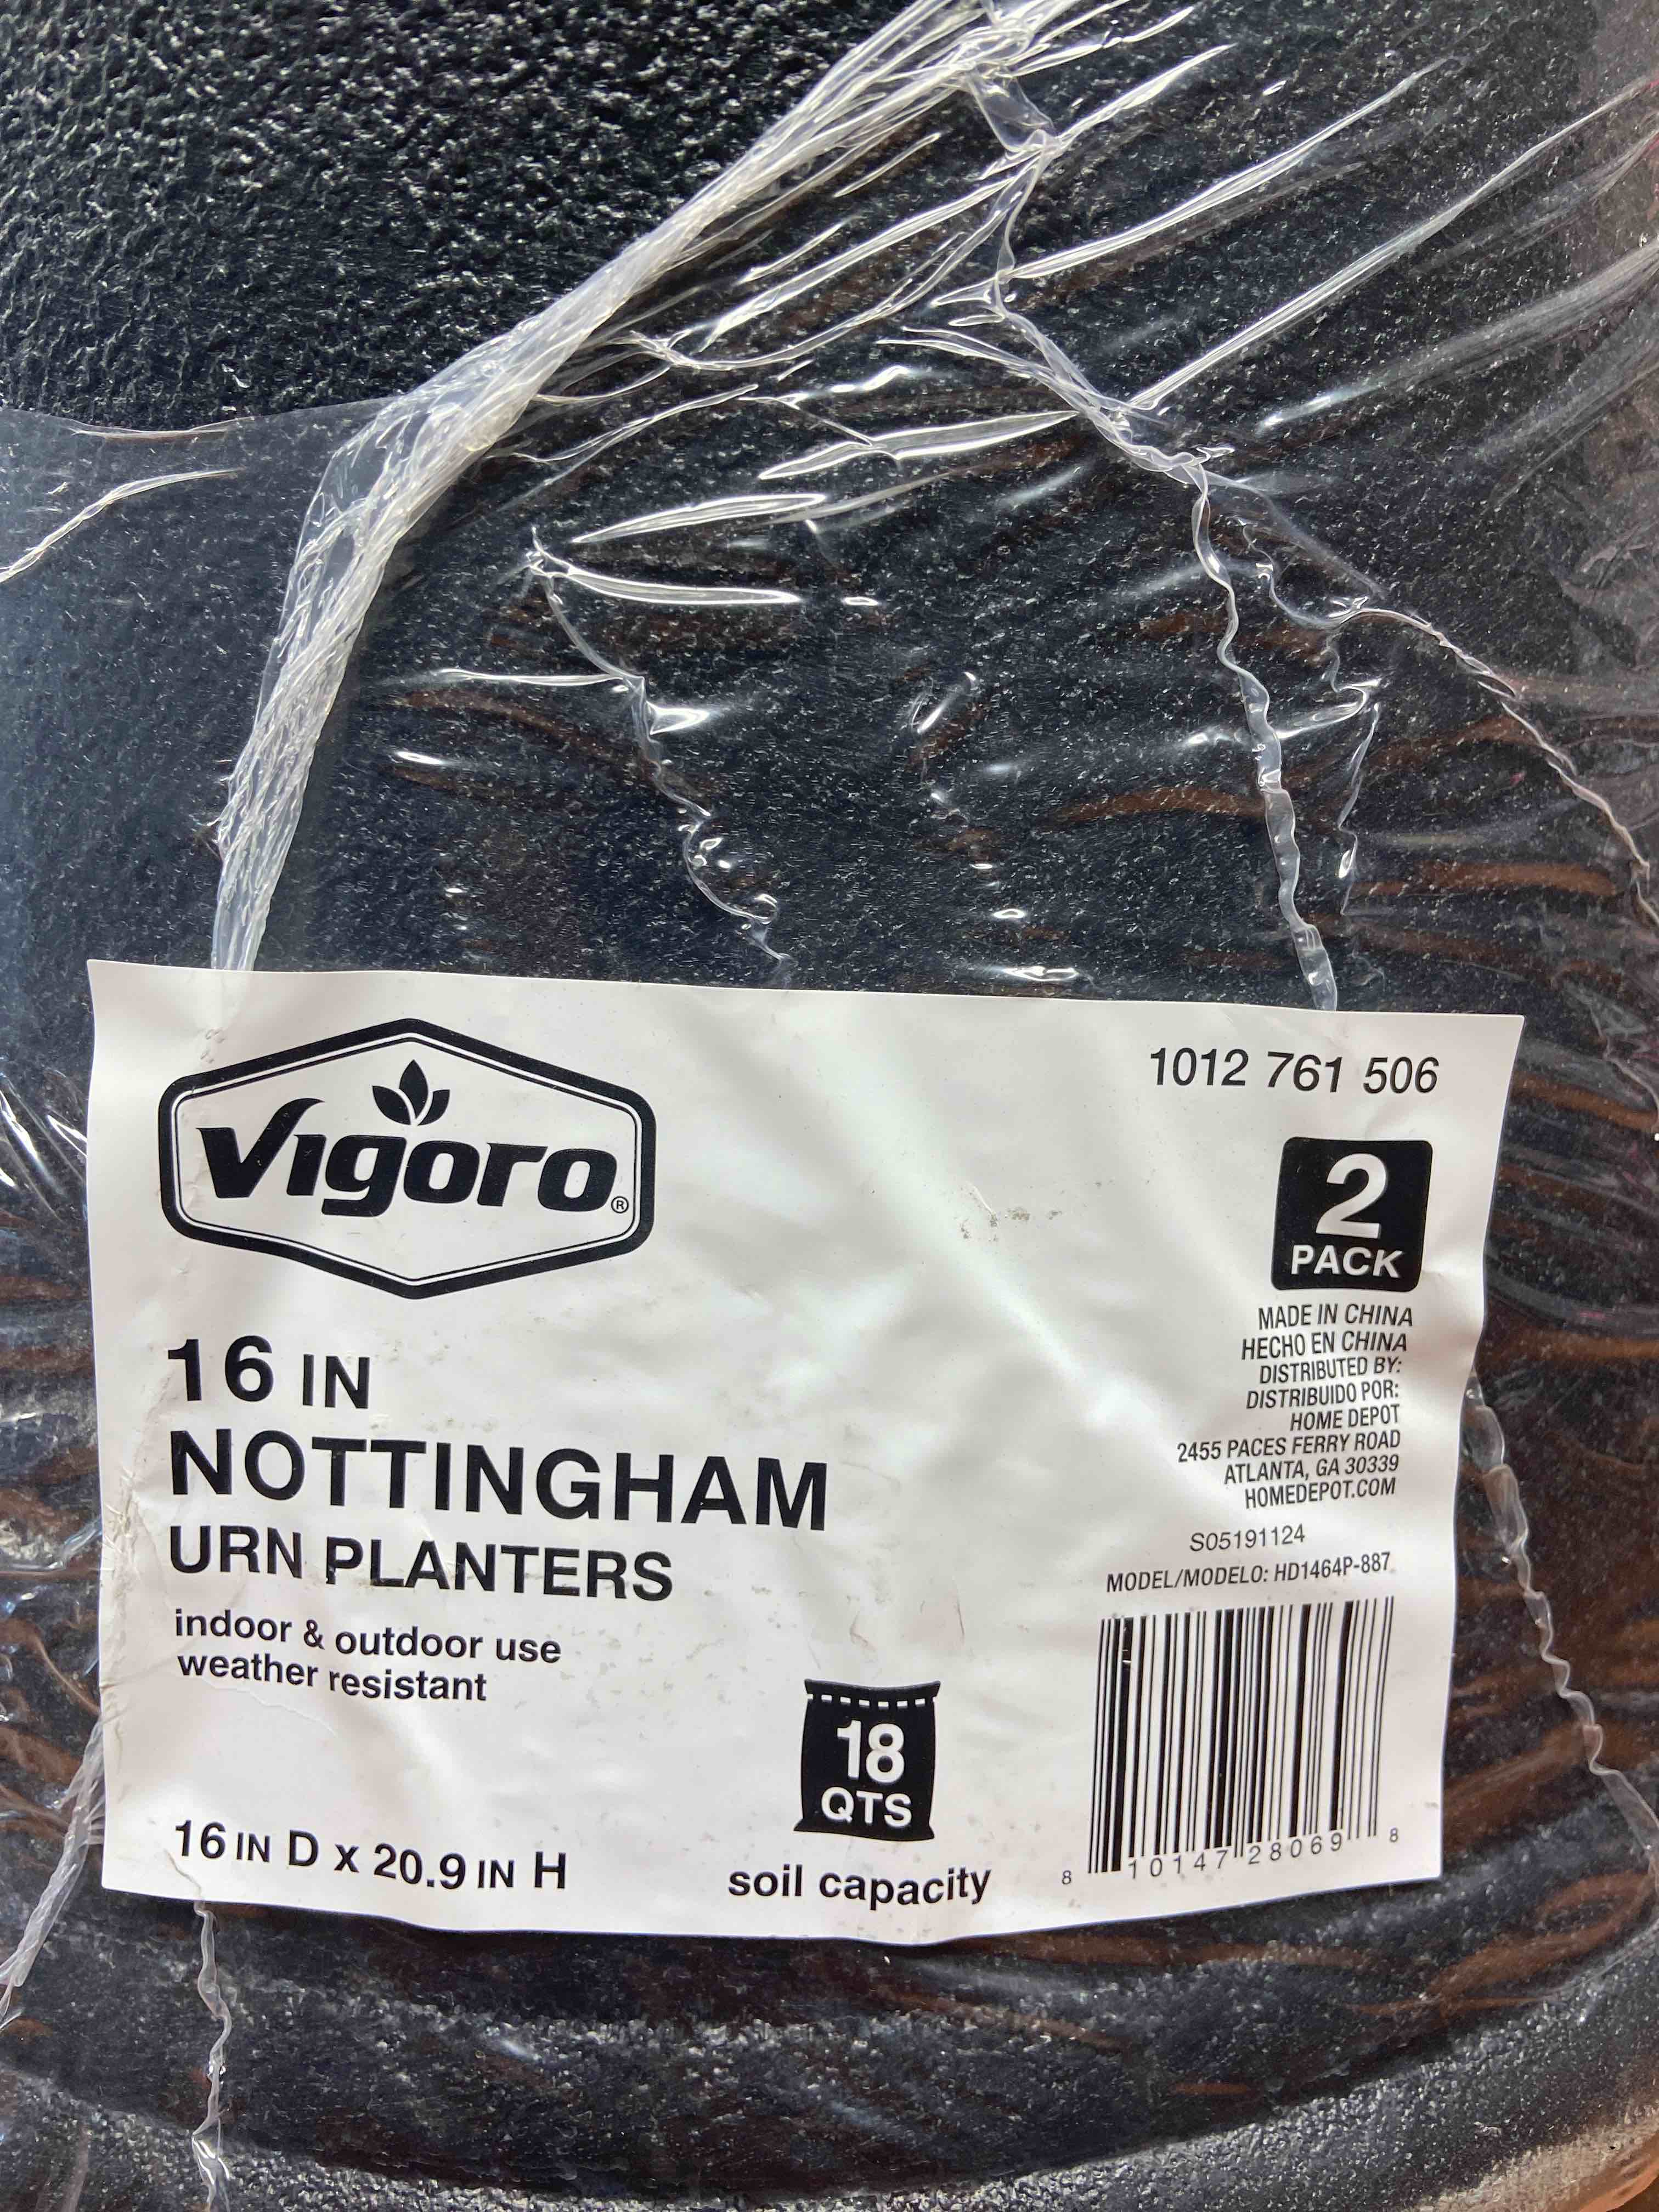 Vigoro®
1012 761 506
2
PACK
MADE IN CHINA
HECHO EN CHINA
DISTRIBUTED BY:
DISTRIBUIDO POR:
HOME DEPOT
2455 PACES FERRY ROAD
ATLANTA, GA 30339
HOMEDEPOT.COM
S05191124
MODEL/MODELO: HD1464P-887
16 IN
NOTTINGHAM
URN PLANTERS
indoor & outdoor use
weather resistant
16 IN D x 20.9 IN H
18
QTS
soil capacity
8 10147 28069 8